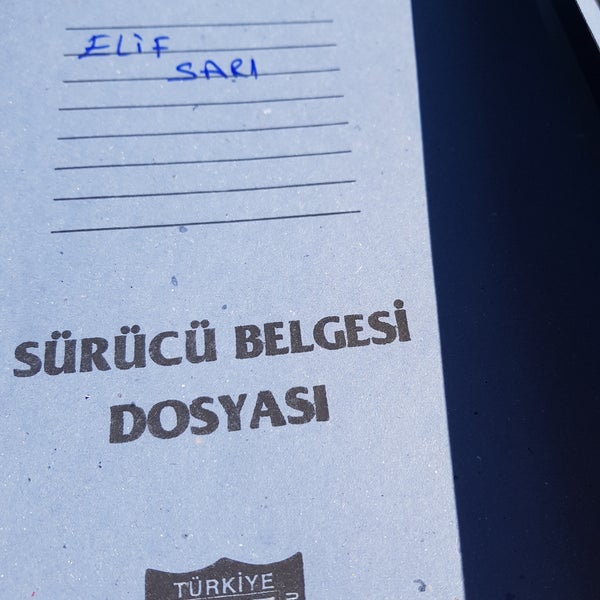 ELİF
SARI
SÜRÜCÜ BELGESİ
DOSYASI
TÜRKİYE